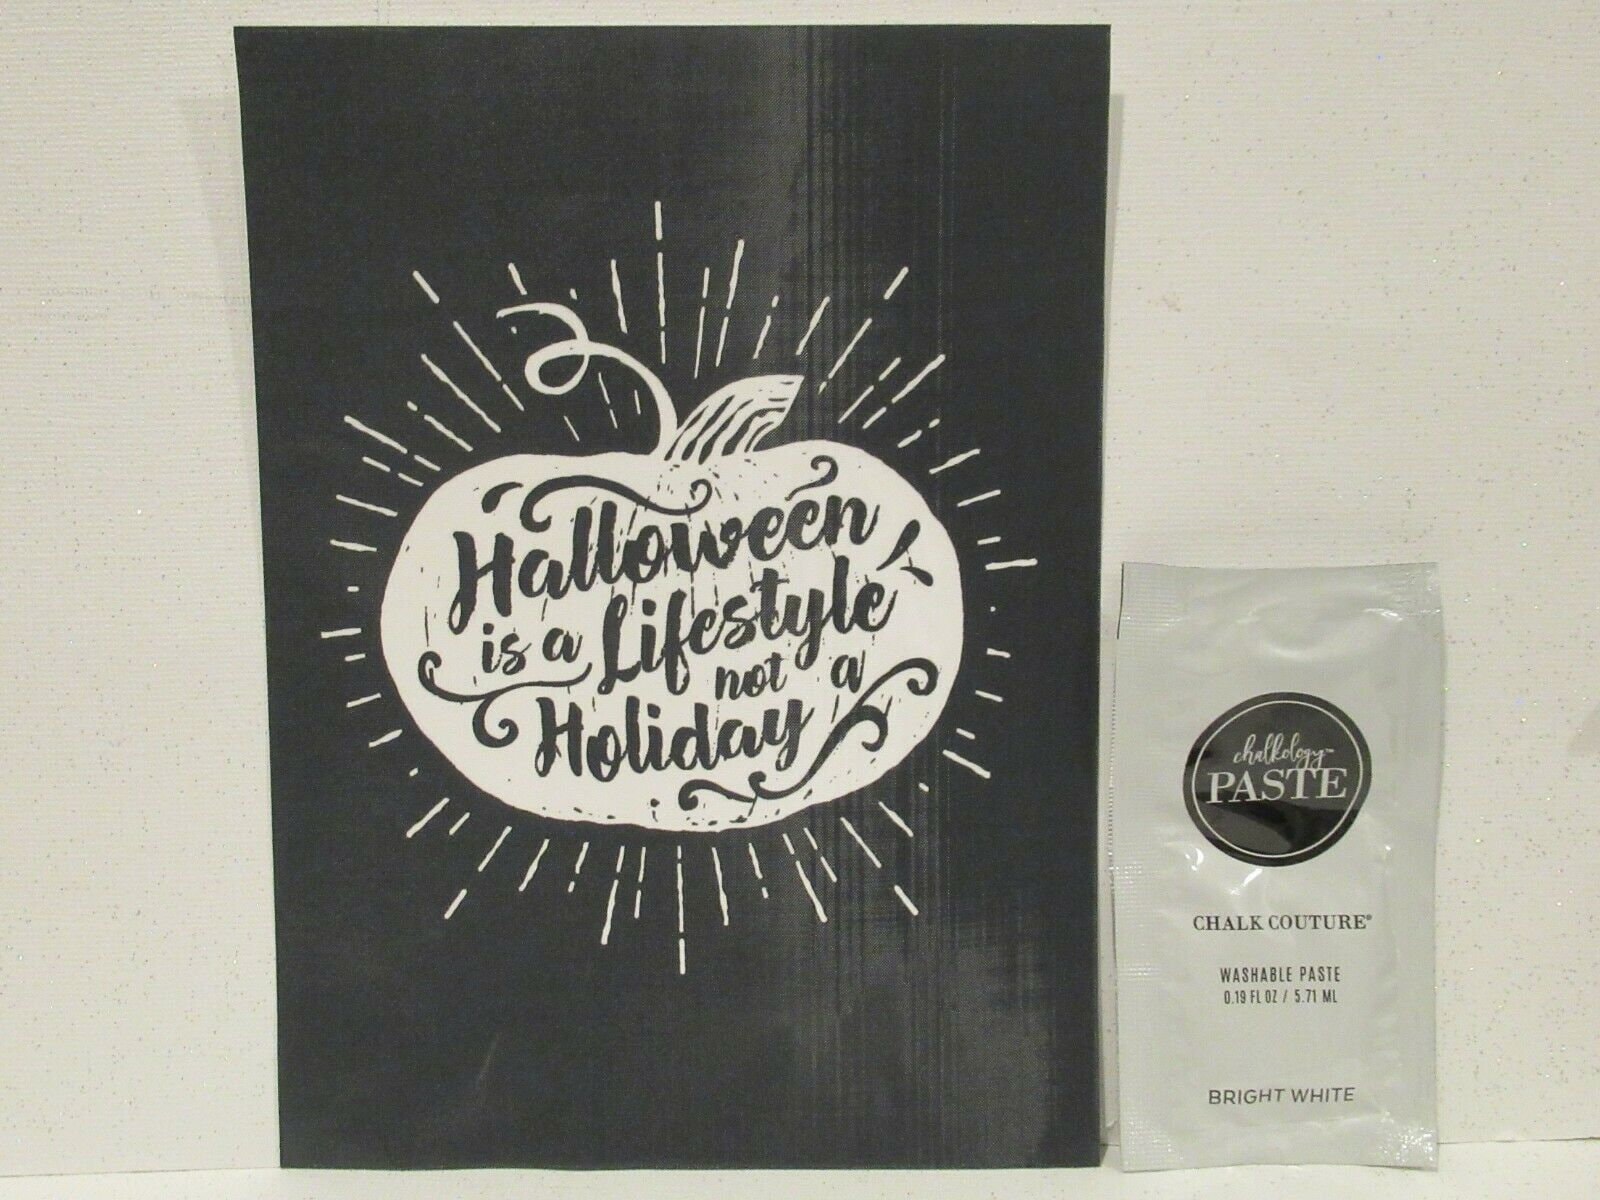 Halloween
is a Lifestyle
not a
Holiday
chalkology™
PASTE
CHALK COUTURE®
WASHABLE PASTE
0.19 FL OZ / 5.71 ML
BRIGHT WHITE